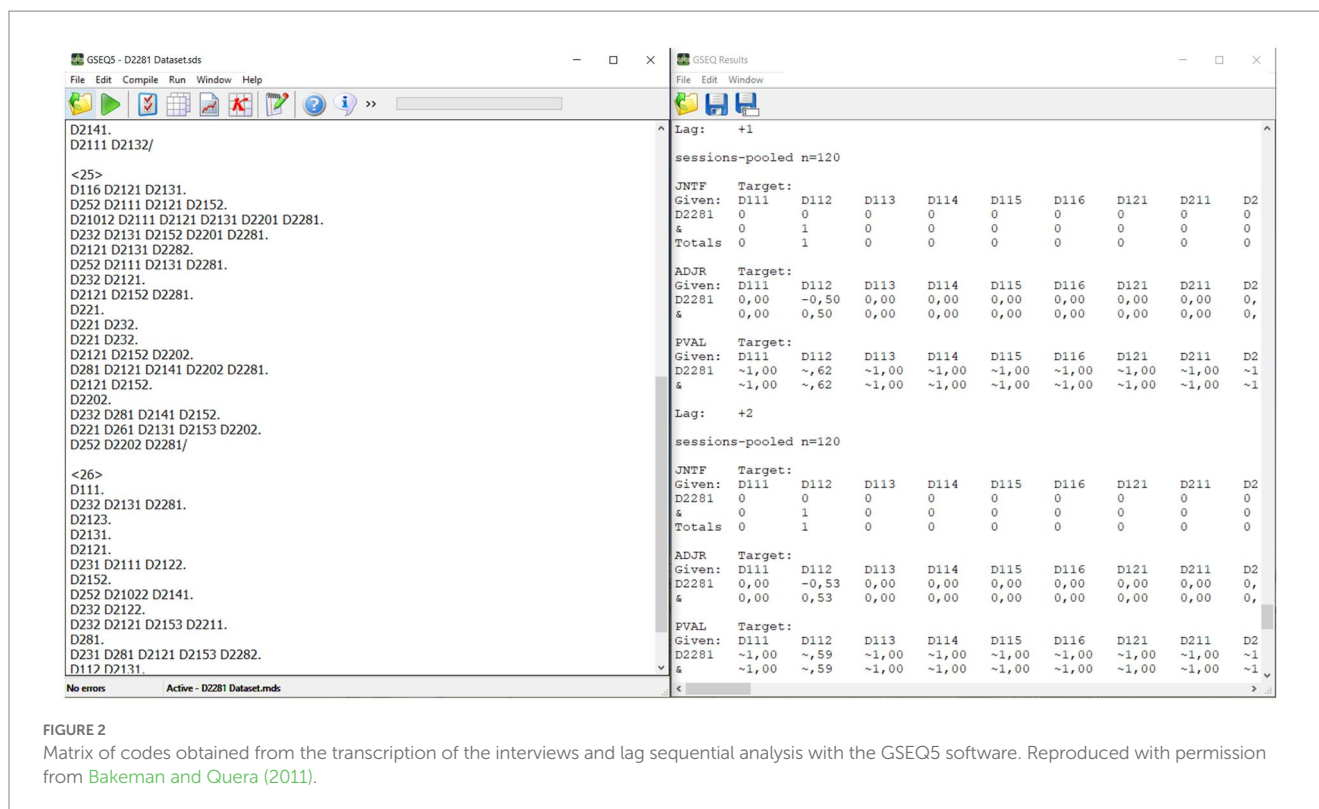 GSEQ5 - D2281 Dataset.sds
File Edit Compile Run Window Help
>>
D2141.
D2111 D2132/
<25>
D116 D2121 D2131.
D252 D2111 D2121 D2152.
D21012 D2111 D2121 D2131 D2201 D2281.
D232 D2131 D2152 D2201 D2281.
D2121 D2131 D2282.
D252 D2111 D2131 D2281.
D232 D2121.
D2121 D2152 D2281.
D221.
D221 D232.
D221 D232.
D2121 D2152 D2202.
D281 D2121 D2141 D2202 D2281.
D2121 D2152.
D2202.
D232 D281 D2141 D2152.
D221 D261 D2131 D2153 D2202.
D252 D2202 D2281/
<26>
D111.
D232 D2131 D2281.
D2123.
D2131.
D2121.
D231 D2111 D2122.
D2152.
D252 D21022 D2141.
D232 D2122.
D232 D2121 D2153 D2211.
D281.
D231 D281 D2121 D2153 D2282.
D112 D2131.
No errors Active - D2281 Dataset.mds
GSEQ Results
File Edit Window
Lag: +1
sessions-pooled n=120
JNTF Target:
Given: D111 D112 D113 D114 D115 D116 D121 D211 D2
D2281 0 0 0 0 0 0 0 0 0
& 0 1 0 0 0 0 0 0 0
Totals 0 1 0 0 0 0 0 0 0
ADJR Target:
Given: D111 D112 D113 D114 D115 D116 D121 D211 D2
D2281 0,00 -0,50 0,00 0,00 0,00 0,00 0,00 0,00 0,
& 0,00 0,50 0,00 0,00 0,00 0,00 0,00 0,00 0,
PVAL Target:
Given: D111 D112 D113 D114 D115 D116 D121 D211 D2
D2281 ~1,00 ~,62 ~1,00 ~1,00 ~1,00 ~1,00 ~1,00 ~1,00 ~1
& ~1,00 ~,62 ~1,00 ~1,00 ~1,00 ~1,00 ~1,00 ~1,00 ~1
Lag: +2
sessions-pooled n=120
JNTF Target:
Given: D111 D112 D113 D114 D115 D116 D121 D211 D2
D2281 0 0 0 0 0 0 0 0 0
& 0 1 0 0 0 0 0 0 0
Totals 0 1 0 0 0 0 0 0 0
ADJR Target:
Given: D111 D112 D113 D114 D115 D116 D121 D211 D2
D2281 0,00 -0,53 0,00 0,00 0,00 0,00 0,00 0,00 0,
& 0,00 0,53 0,00 0,00 0,00 0,00 0,00 0,00 0,
PVAL Target:
Given: D111 D112 D113 D114 D115 D116 D121 D211 D2
D2281 ~1,00 ~,59 ~1,00 ~1,00 ~1,00 ~1,00 ~1,00 ~1,00 ~1
& ~1,00 ~,59 ~1,00 ~1,00 ~1,00 ~1,00 ~1,00 ~1,00 ~1
FIGURE 2
Matrix of codes obtained from the transcription of the interviews and lag sequential analysis with the GSEQ5 software. Reproduced with permission
from Bakeman and Quera (2011).